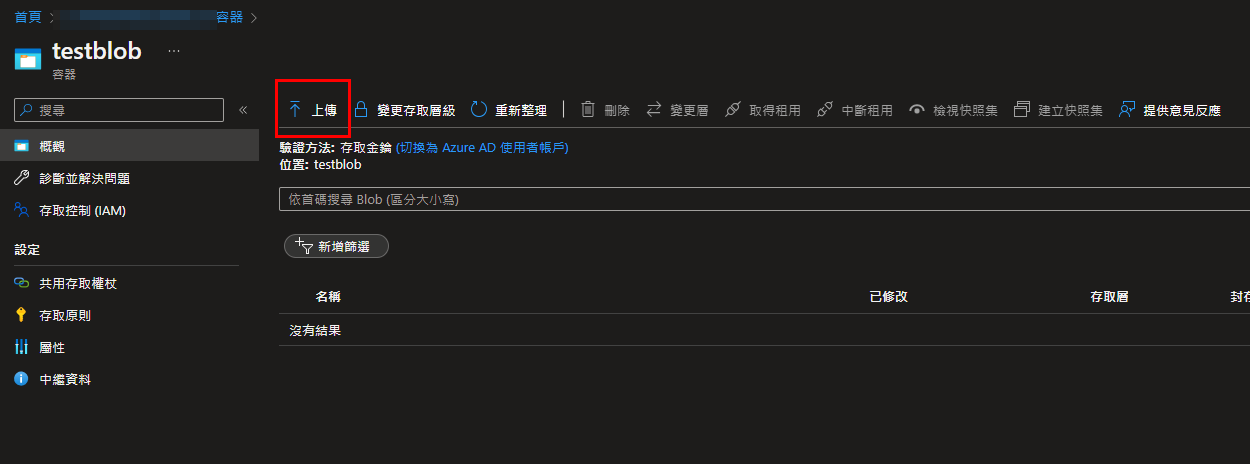 首頁 > 容器 >
testblob ...
容器
搜尋 «
概觀
診斷並解決問題
存取控制 (IAM)
設定
共用存取權杖
存取原則
屬性
中繼資料
上傳 變更存取層級 重新整理 | 刪除 變更層 取得租用 中斷租用 檢視快照集 建立快照集 提供意見反應
驗證方法: 存取金鑰 (切換為 Azure AD 使用者帳戶)
位置: testblob
依首碼搜尋 Blob (區分大小寫)
新增篩選
名稱 已修改 存取層 封存
沒有結果